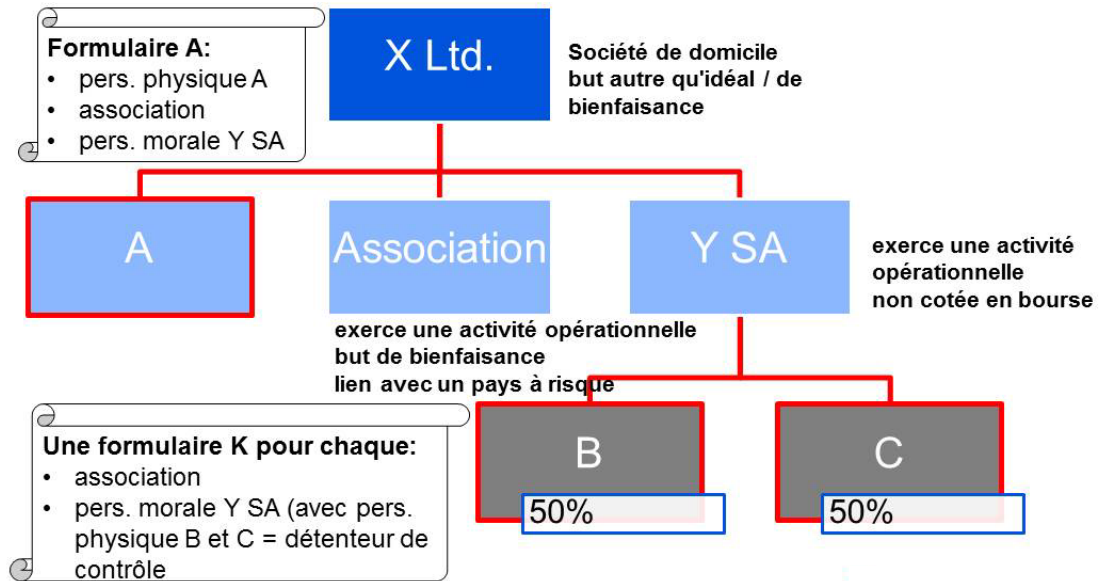 Formulaire A:
• pers. physique A
• association
• pers. morale Y SA
X Ltd.
Société de domicile
but autre qu'idéal / de
bienfaisance
A
Association
Y SA
exerce une activité
opérationnelle
non cotée en bourse
exerce une activité opérationnelle
but de bienfaisance
lien avec un pays à risque
Une formulaire K pour chaque:
• association
• pers. morale Y SA (avec pers.
physique B et C = détenteur de
contrôle
B
50%
C
50%